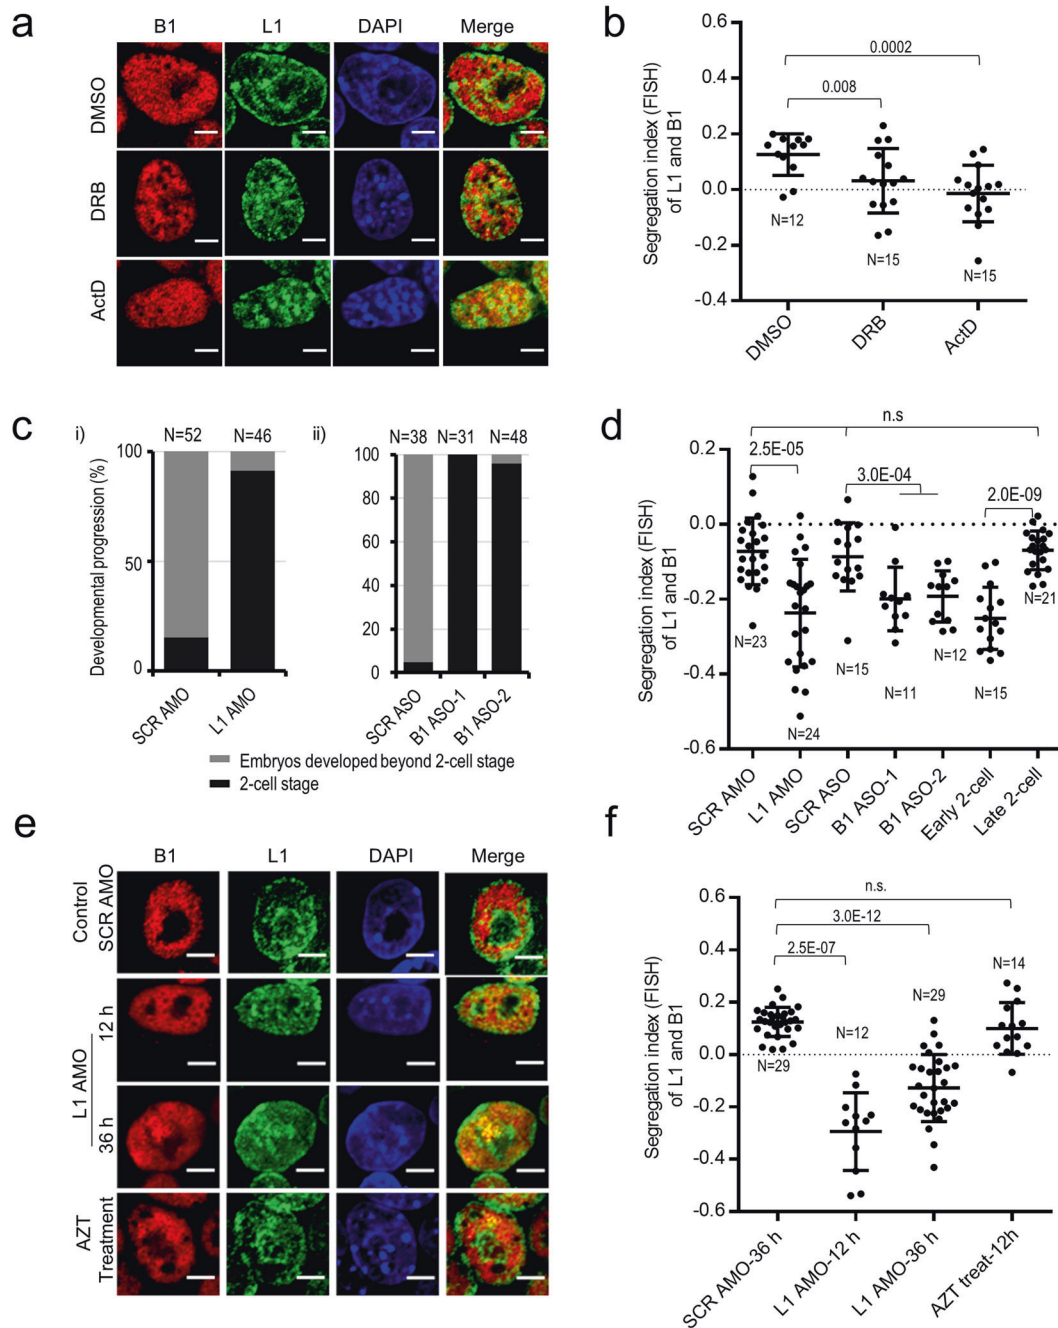 a
B1 L1 DAPI Merge
DMSO
DRB
ActD
b
Segregation index (FISH)
of L1 and B1
0.6
0.4
0.2
0.0
-0.2
-0.4
0.0002
0.008
N=12
N=15
N=15
DMSO
DRB
ActD
c
i)
N=52 N=46
Developmental progression (%)
100
50
0
SCR AMO
L1 AMO
ii)
N=38 N=31 N=48
100
80
60
40
20
0
SCR ASO
B1 ASO-1
B1 ASO-2
Embryos developed beyond 2-cell stage
2-cell stage
d
Segregation index (FISH)
of L1 and B1
0.2
0.0
-0.2
-0.4
-0.6
n.s
2.5E-05
3.0E-04
2.0E-09
N=23
N=24
N=15
N=11
N=12
N=15
N=21
SCR AMO
L1 AMO
SCR ASO
B1 ASO-1
B1 ASO-2
Early 2-cell
Late 2-cell
e
B1 L1 DAPI Merge
Control
SCR AMO
L1 AMO
12 h
36 h
AZT
Treatment
f
Segregation index (FISH)
of L1 and B1
0.6
0.4
0.2
0.0
-0.2
-0.4
-0.6
n.s.
3.0E-12
2.5E-07
N=29
N=12
N=29
N=14
SCR AMO-36 h
L1 AMO-12 h
L1 AMO-36 h
AZT treat-12h